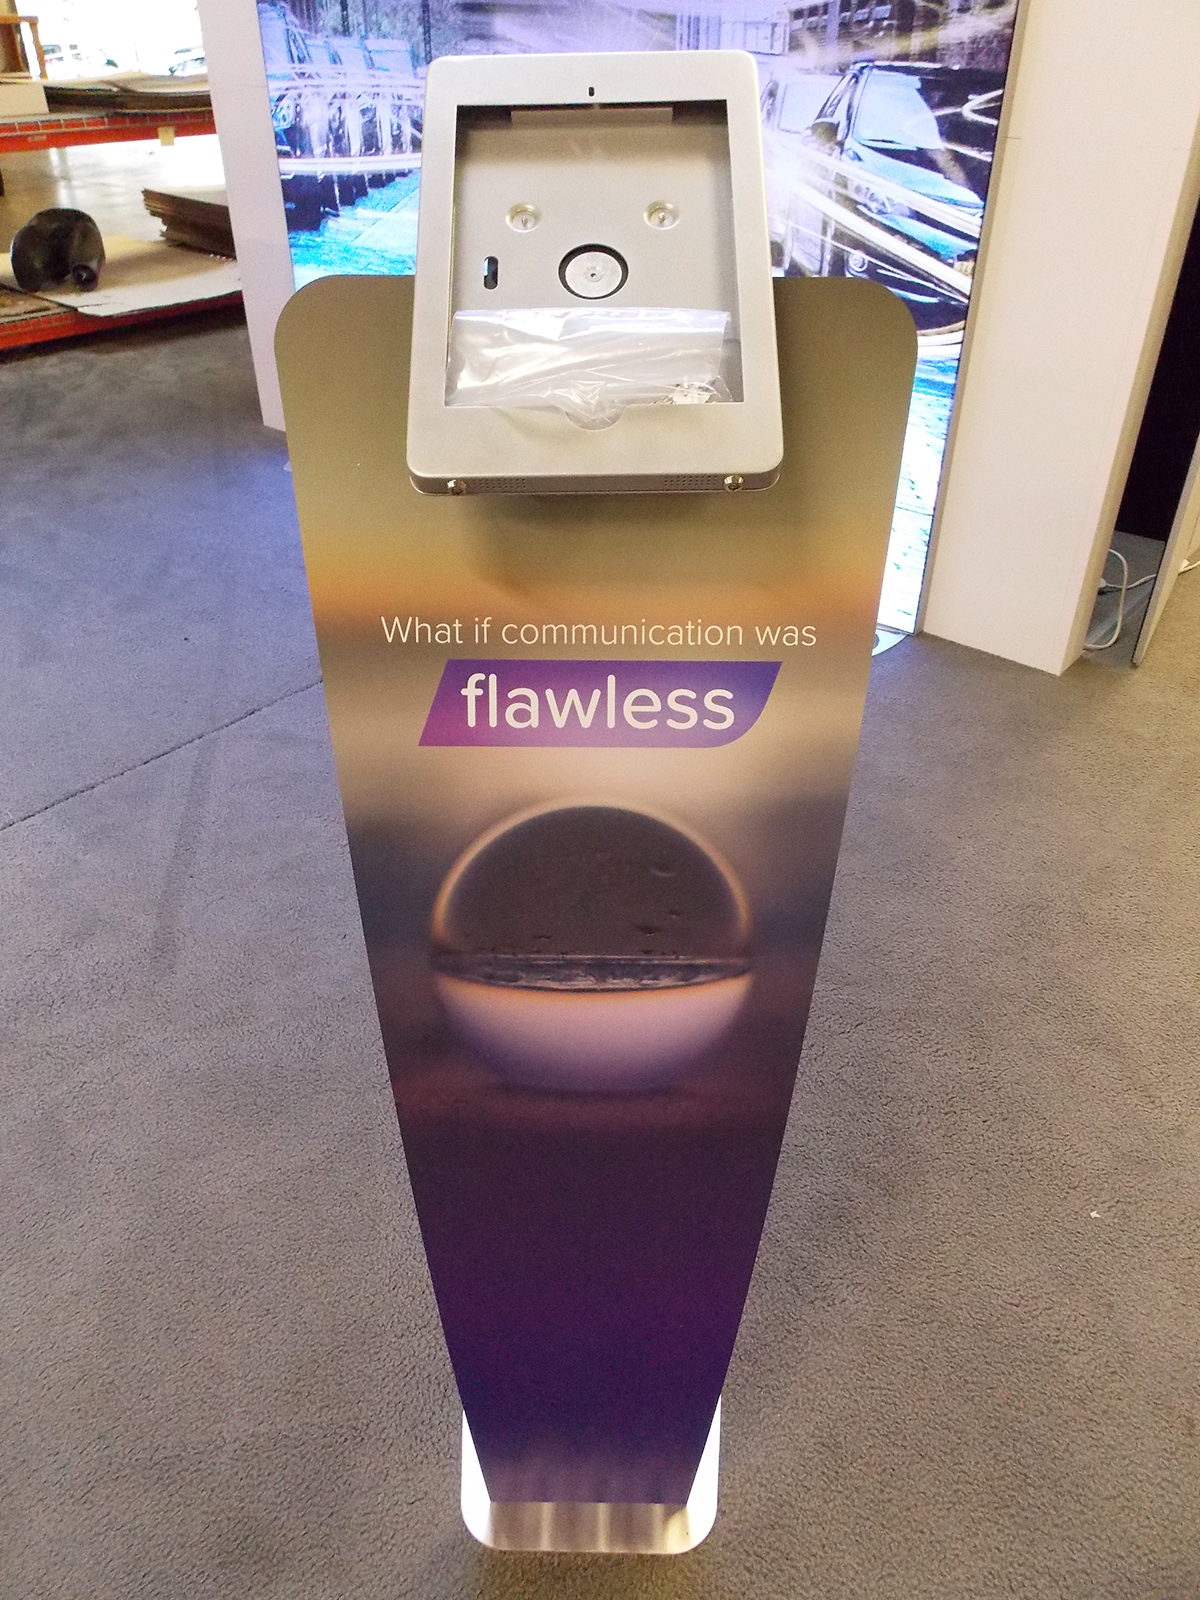 What if communication was
flawless